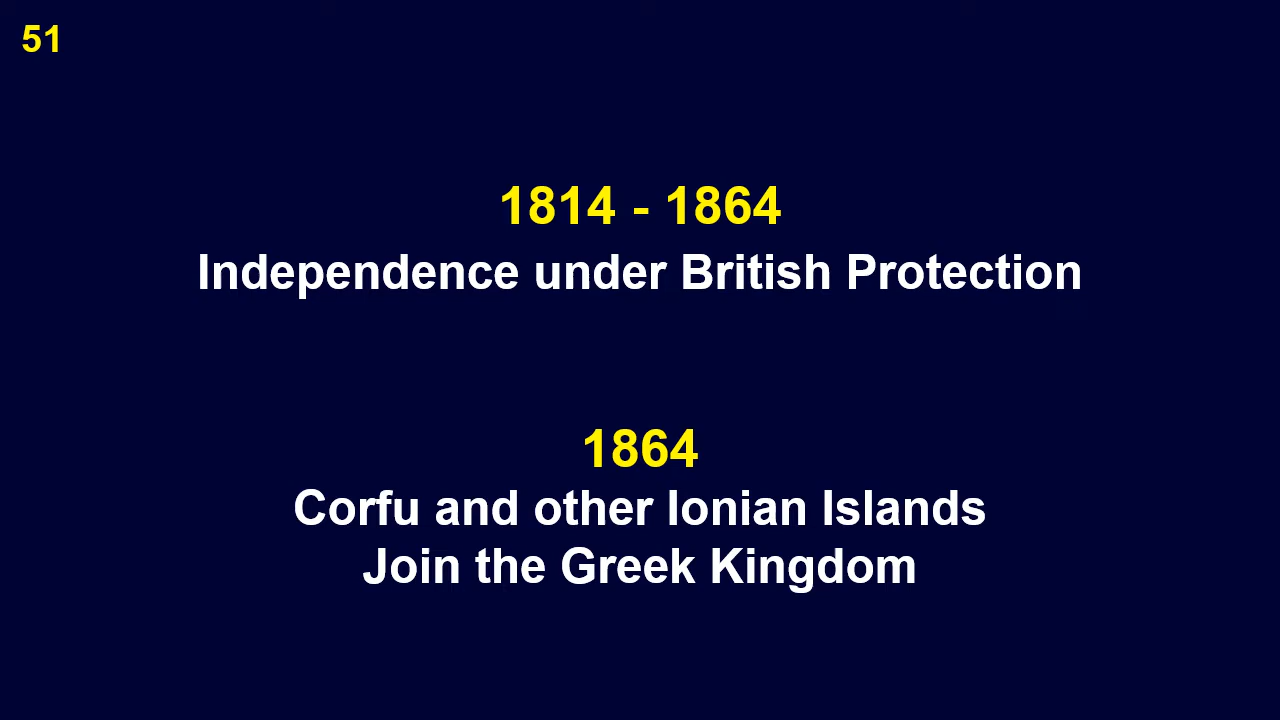 51
1814 - 1864
Independence under British Protection
1864
Corfu and other Ionian Islands
Join the Greek Kingdom